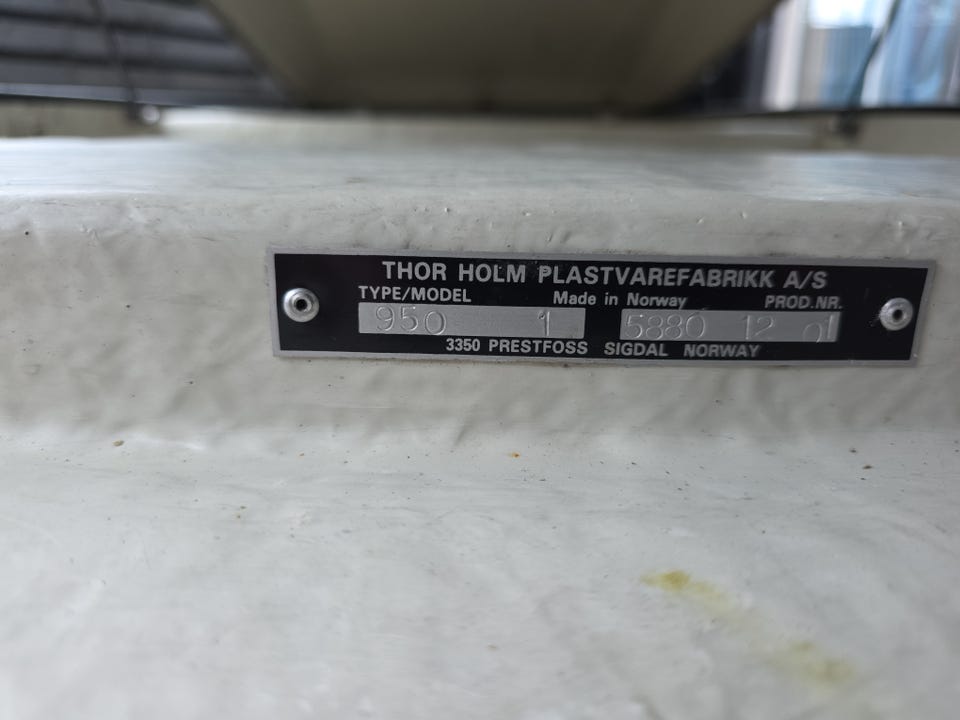 THOR HOLM PLASTVAREFABRIKK A/S
TYPE/MODEL Made in Norway PROD.NR.
950 1 5880 12 01
3350 PRESTFOSS SIGDAL NORWAY